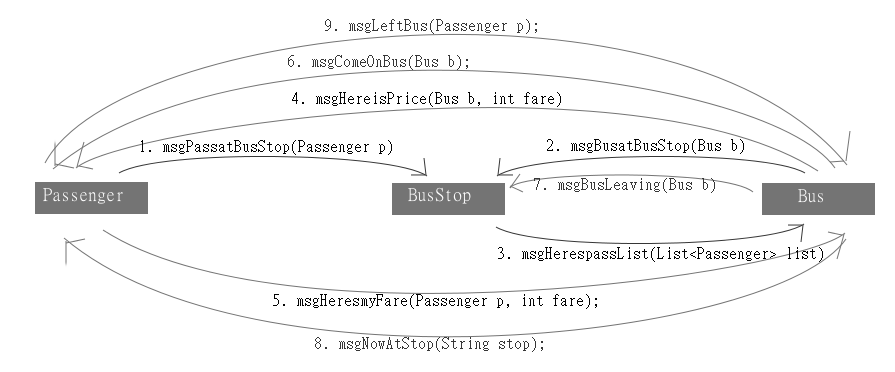 9. msgLeftBus(Passenger p);
6. msgComeOnBus(Bus b);
4. msgHereisPrice(Bus b, int fare)
1. msgPassatBusStop(Passenger p)
2. msgBusatBusStop(Bus b)
7. msgBusLeaving(Bus b)
Passenger
BusStop
Bus
3. msgHerespassList(List<Passenger> list)
5. msgHeresmyFare(Passenger p, int fare);
8. msgNowAtStop(String stop);